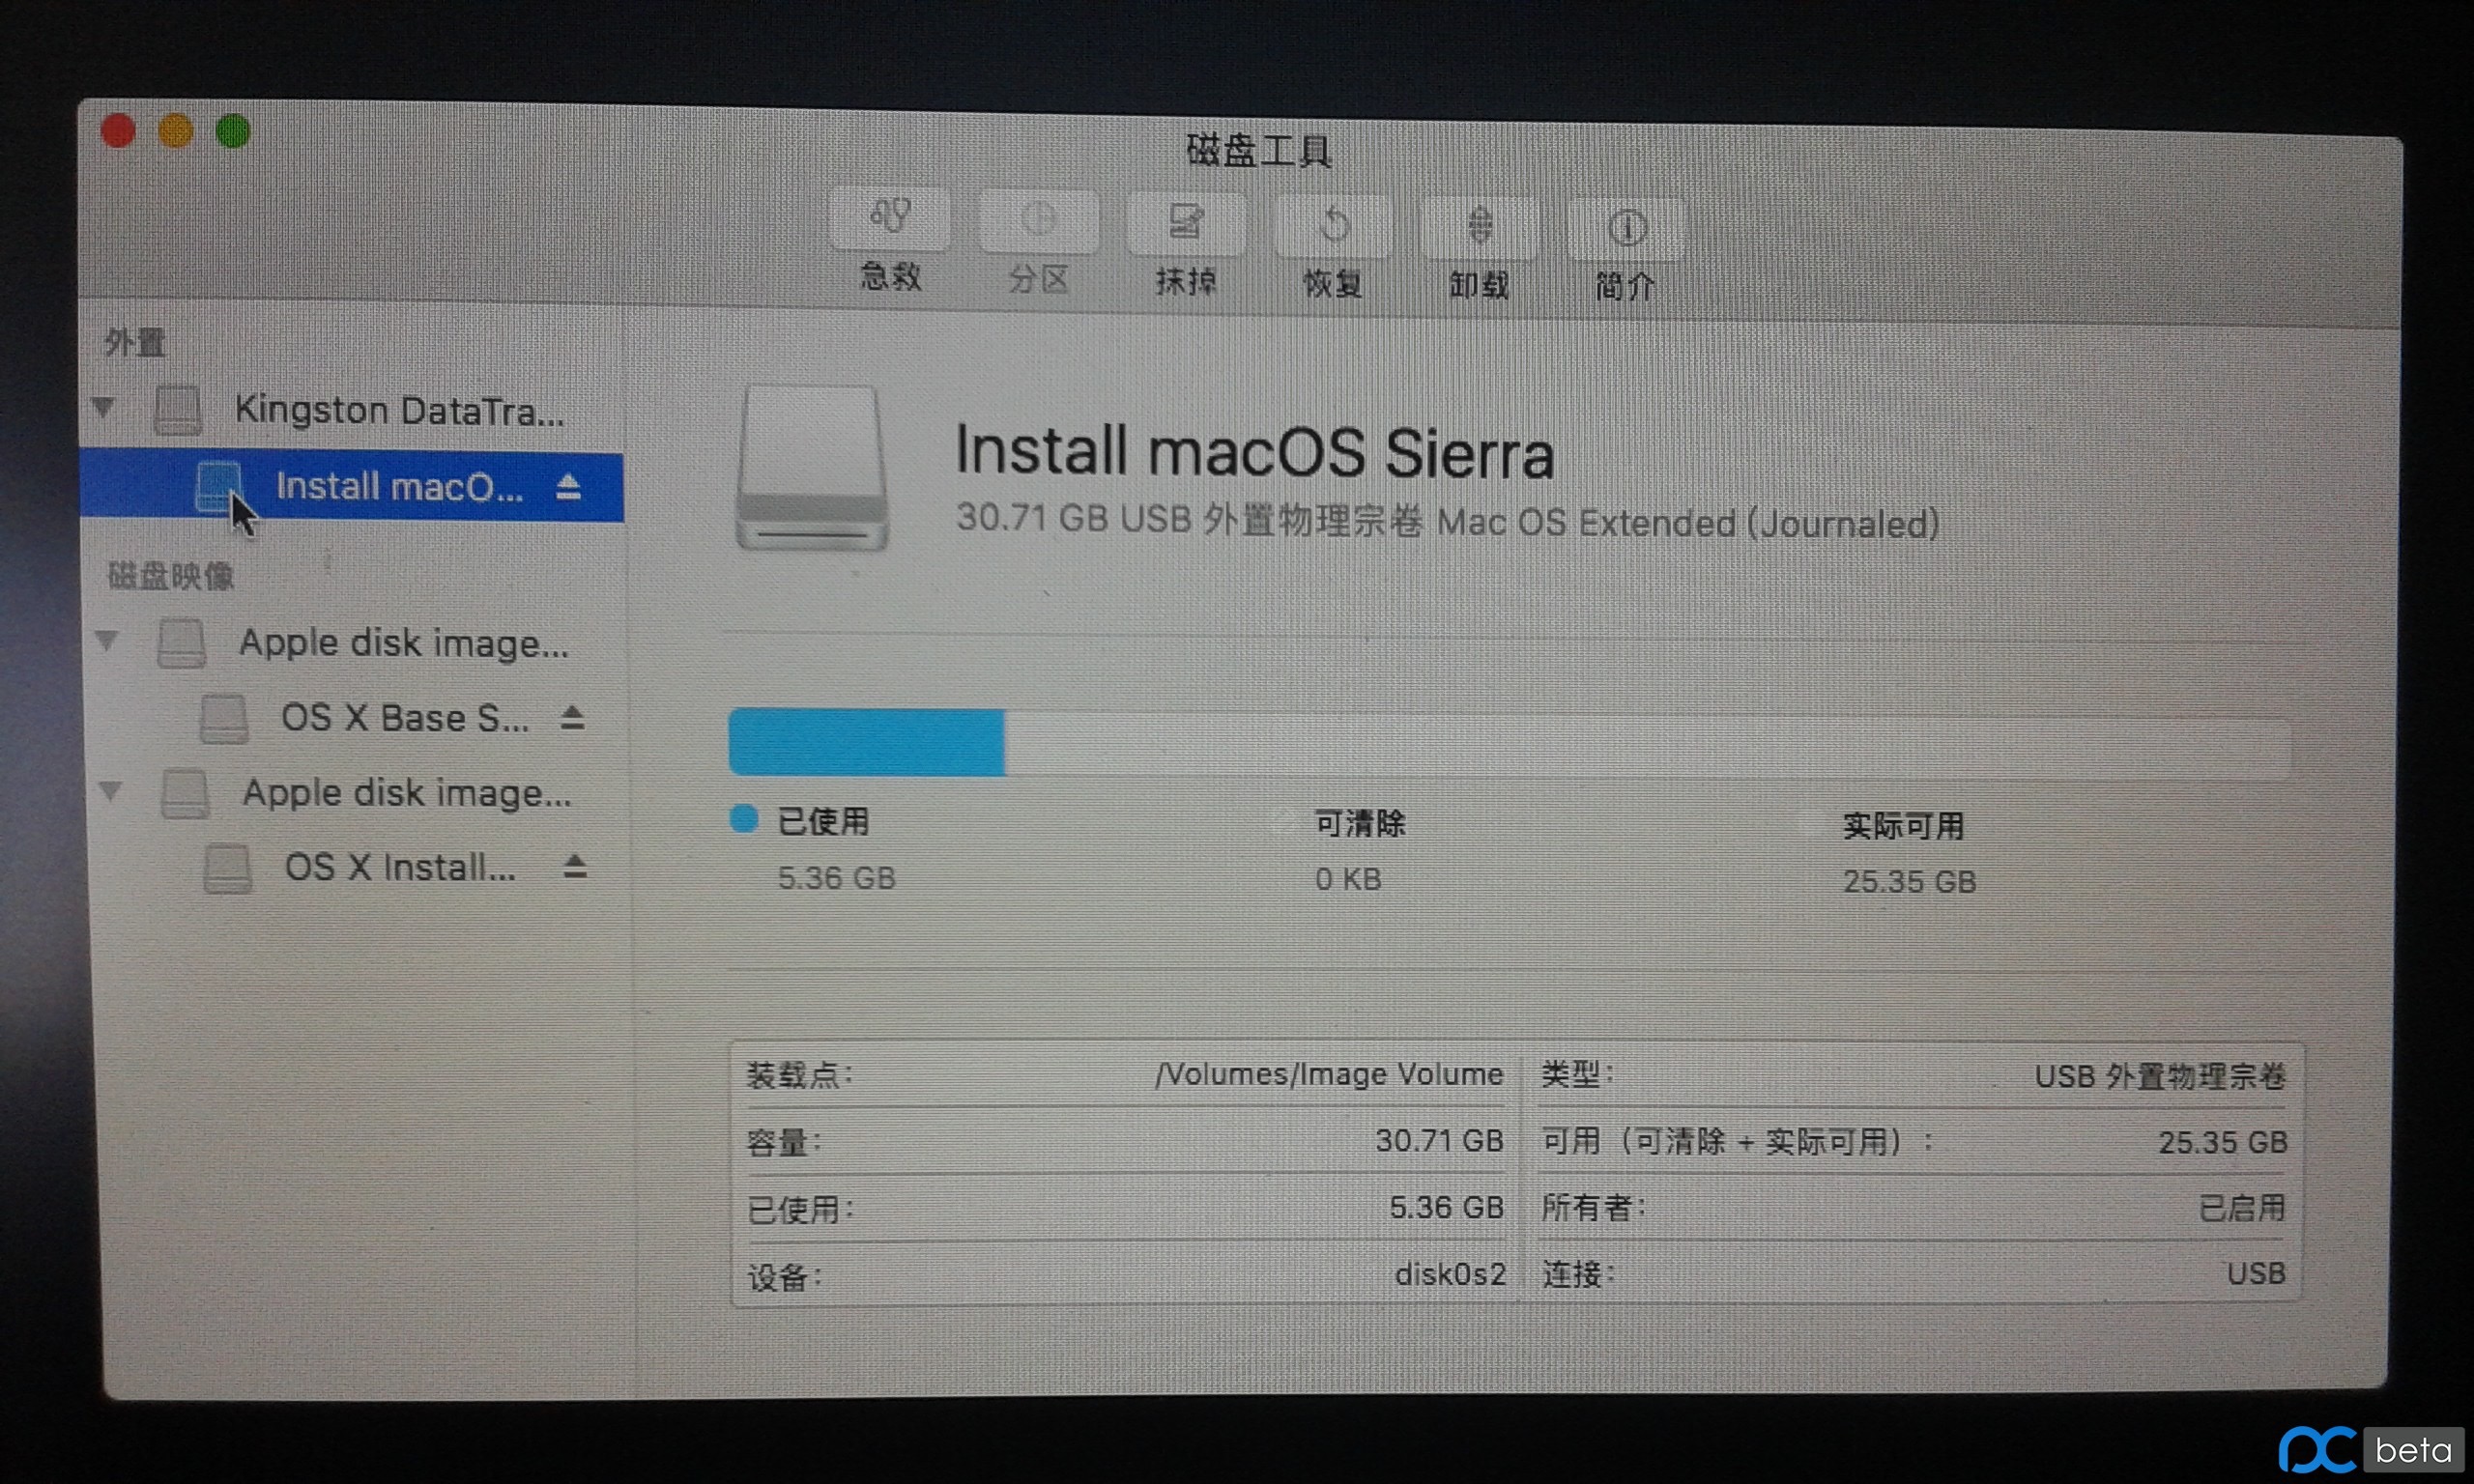 磁盘工具
急救
分区
抹掉
恢复
卸载
简介
外置
Kingston DataTra...
Install macO...
磁盘映像
Apple disk image...
OS X Base S...
Apple disk image...
OS X Install...
Install macOS Sierra
30.71 GB USB 外置物理宗卷 Mac OS Extended (Journaled)
已使用
5.36 GB
可清除
0 KB
实际可用
25.35 GB
装载点: /Volumes/Image Volume
类型: USB 外置物理宗卷
容量: 30.71 GB
可用（可清除 + 实际可用）: 25.35 GB
已使用: 5.36 GB
所有者: 已启用
设备: disk0s2
连接: USB
PC beta